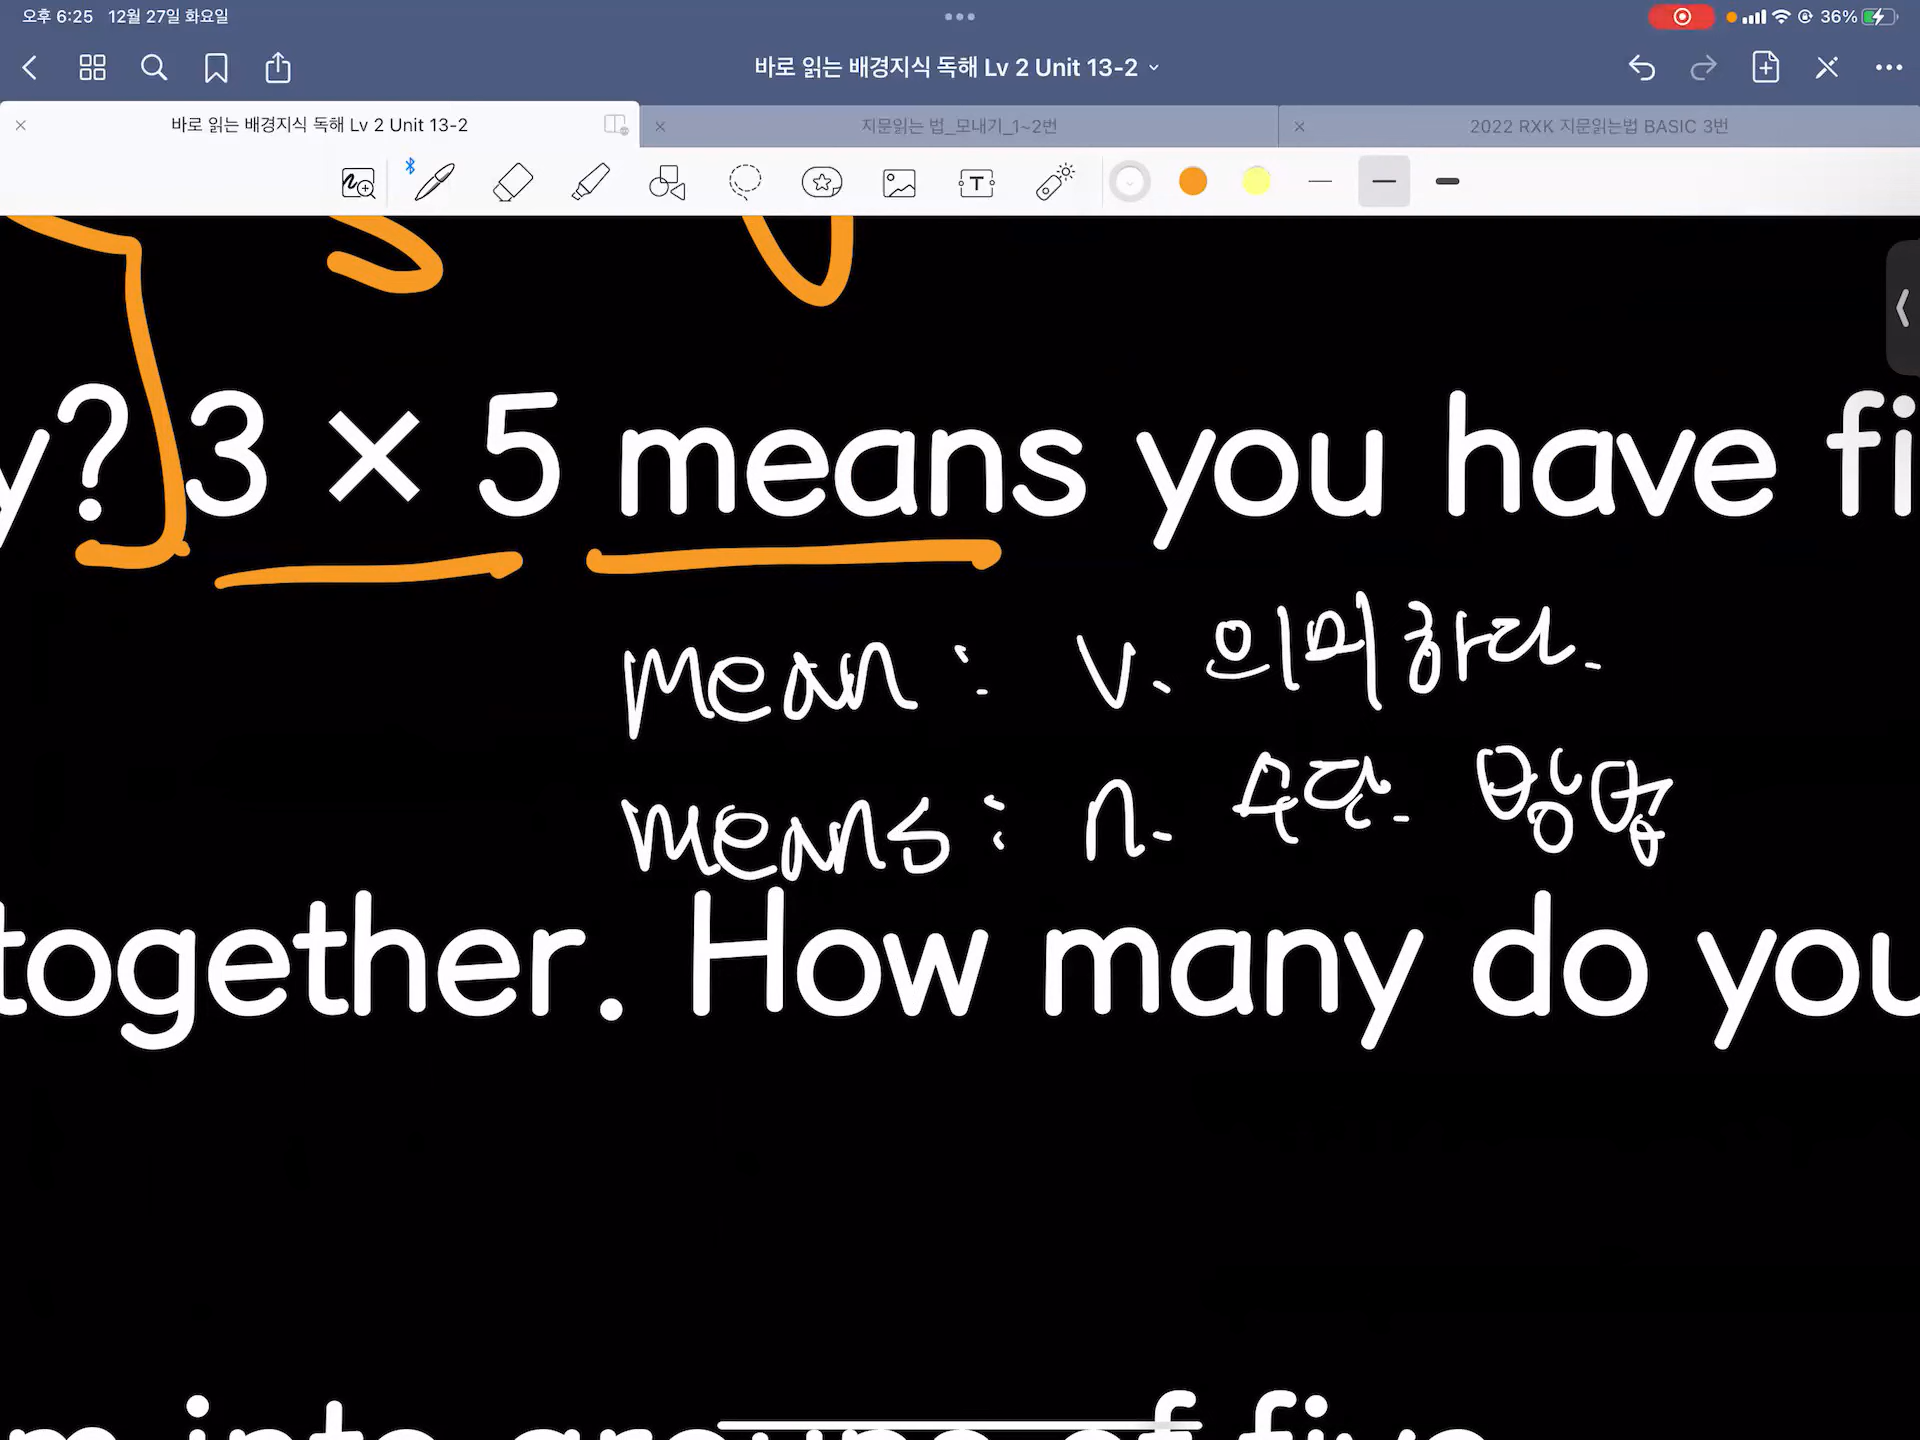 오후 6:25 12월 27일 화요일
36%
바로 읽는 배경지식 독해 Lv 2 Unit 13-2
바로 읽는 배경지식 독해 Lv 2 Unit 13-2
지문읽는 법_모내기_1~2번
2022 RXK 지문읽는법 BASIC 3번
y? 3 × 5 means you have fi
mean : v. 의미하다.
means : n. 수단. 방법
together. How many do you
m into groups of five